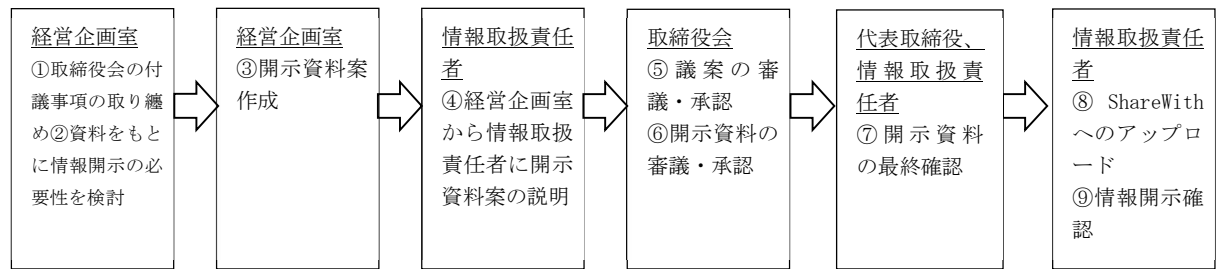 経営企画室
①取締役会の付
議事項の取り纏
め②資料をもと
に情報開示の必
要性を検討
経営企画室
③開示資料案
作成
情報取扱責任
者
④経営企画室
から情報取扱
責任者に開示
資料案の説明
取締役会
⑤議案の審
議・承認
⑥開示資料の
審議・承認
代表取締役、
情報取扱責
任者
⑦開示資料
の最終確認
情報取扱責任
者
⑧ ShareWith
へのアップロ
ード
⑨情報開示確
認